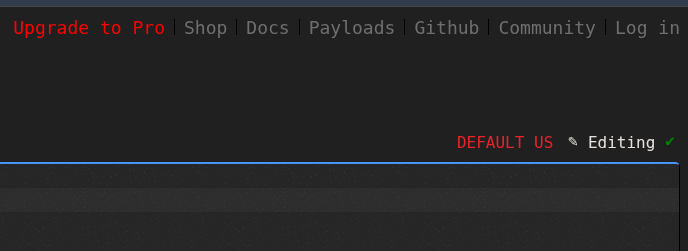 Upgrade to Pro | Shop | Docs | Payloads | Github | Community | Log in
DEFAULT US ✎ Editing ✔